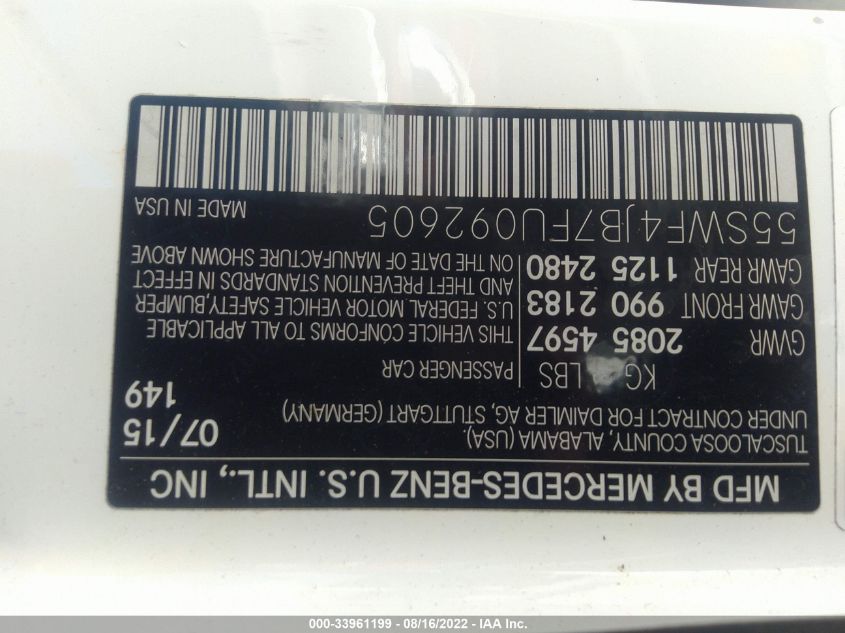 MFD BY MERCEDES-BENZ U.S. INTL., INC
TUSCALOOSA COUNTY, ALABAMA (USA).
UNDER CONTRACT FOR DAIMLER AG, STUTTGART (GERMANY)
07/15
149
KG LBS
GVWR 2085 4597
GAWR FRONT 990 2183
GAWR REAR 1125 2480
PASSENGER CAR
THIS VEHICLE CONFORMS TO ALL APPLICABLE
U.S. FEDERAL MOTOR VEHICLE SAFETY,BUMPER,
AND THEFT PREVENTION STANDARDS IN EFFECT
ON THE DATE OF MANUFACTURE SHOWN ABOVE
55SWF4JB7FU092605
MADE IN USA
000-33961199 - 08/16/2022 - IAA Inc.